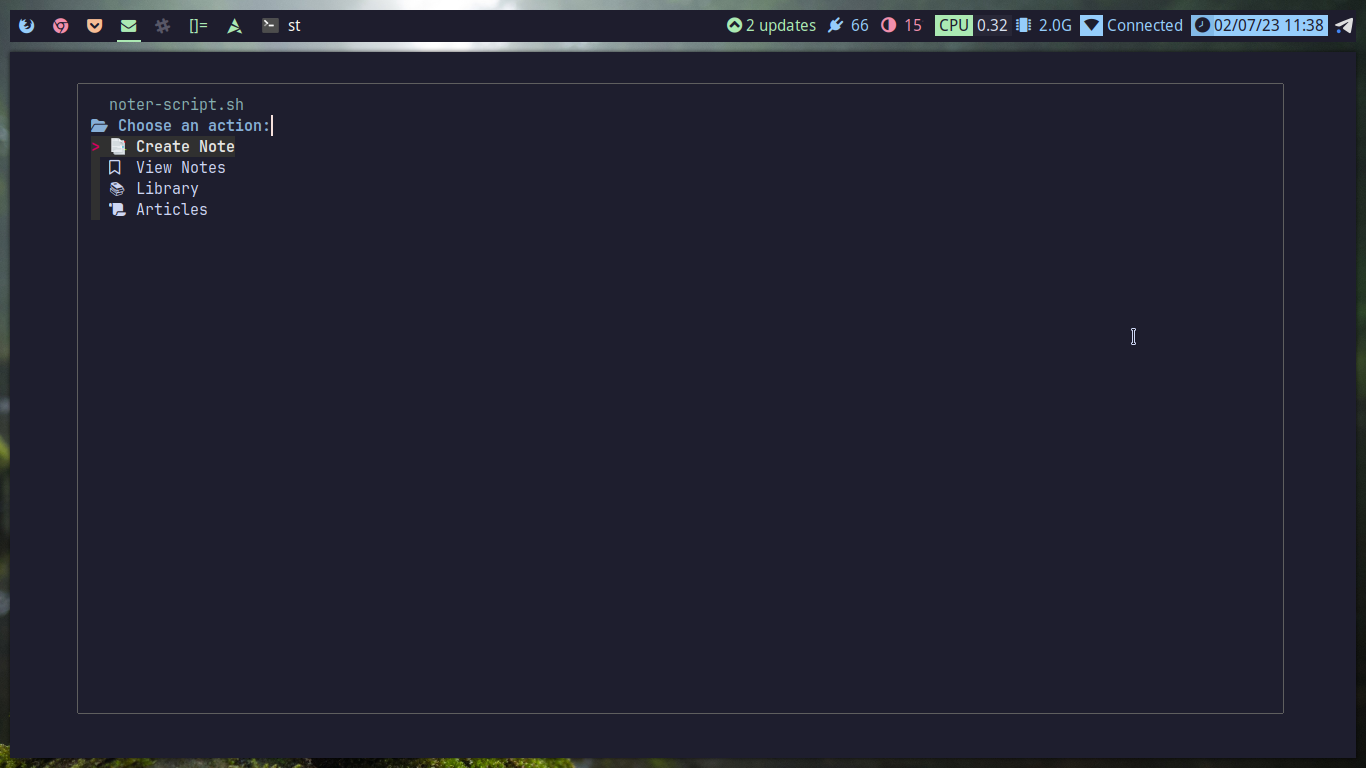 []= st 2 updates 66 15 CPU 0.32 2.0G Connected 02/07/23 11:38
noter-script.sh
Choose an action:
> Create Note
View Notes
Library
Articles